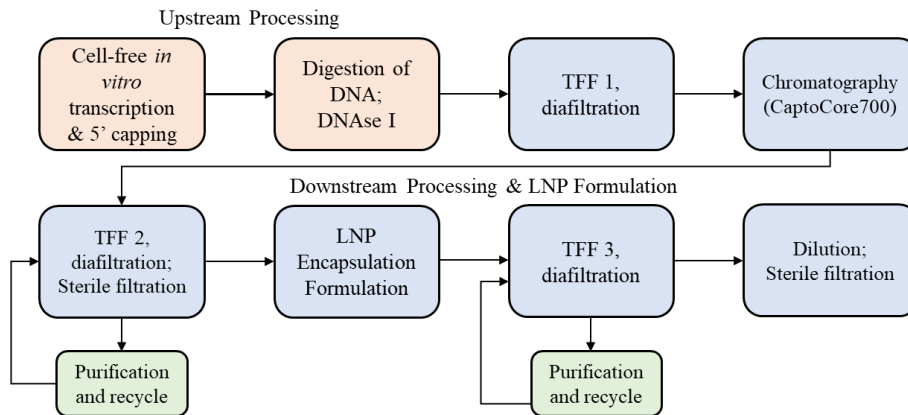 Upstream Processing
Cell-free in
vitro
transcription
& 5' capping
Digestion of
DNA;
DNAse I
TFF 1,
diafiltration
Chromatography
(CaptoCore700)
Downstream Processing & LNP Formulation
TFF 2,
diafiltration;
Sterile filtration
LNP
Encapsulation
Formulation
TFF 3,
diafiltration
Dilution;
Sterile filtration
Purification
and recycle
Purification
and recycle